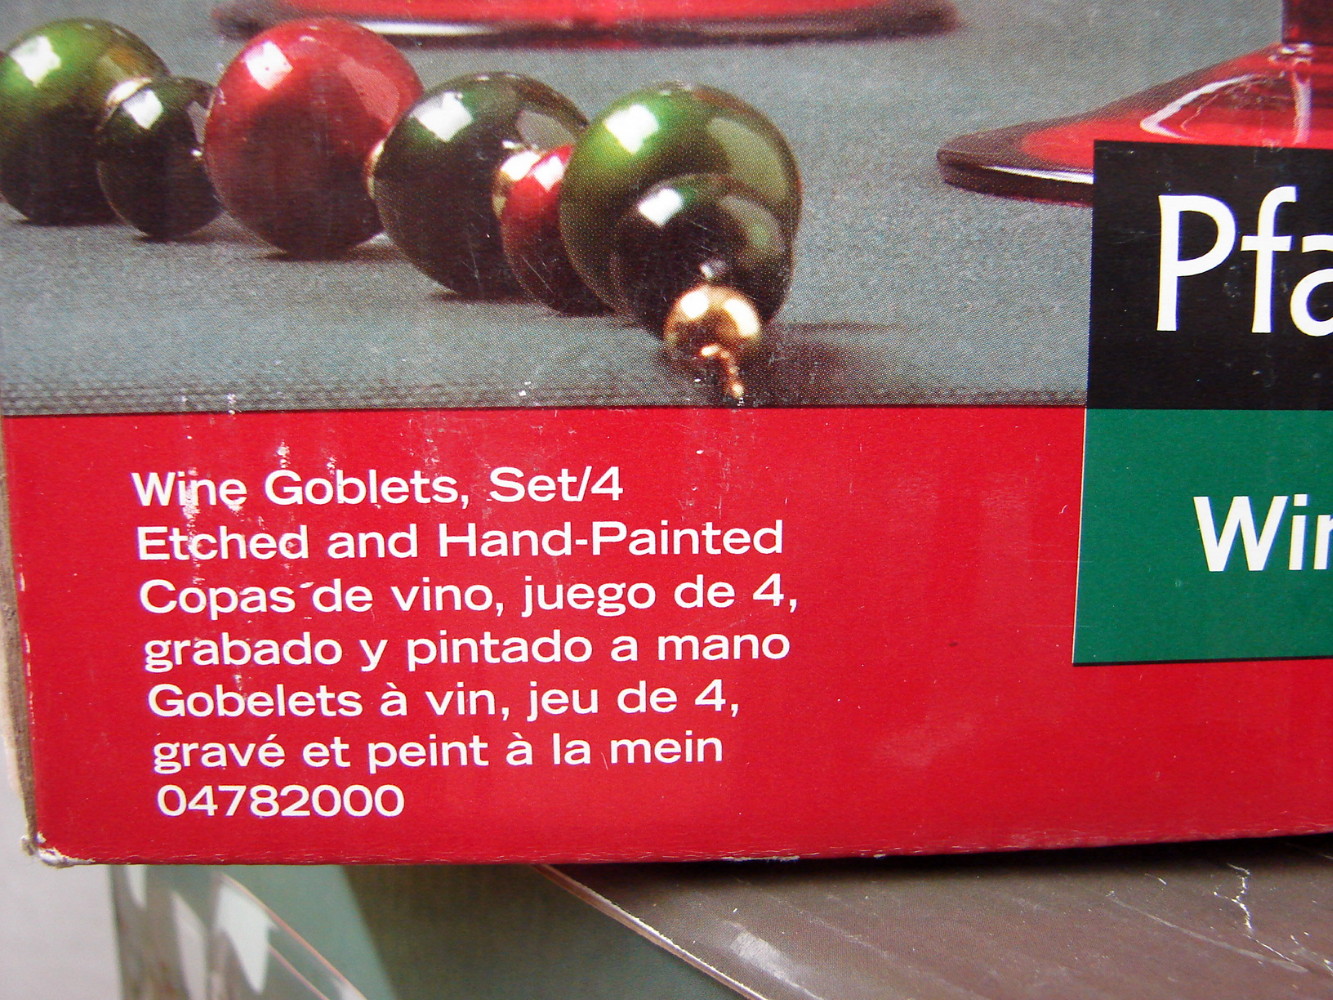 Pfa
Win
Wine Goblets, Set/4
Etched and Hand-Painted
Copas de vino, juego de 4,
grabado y pintado a mano
Gobelets à vin, jeu de 4,
gravé et peint à la mein
04782000